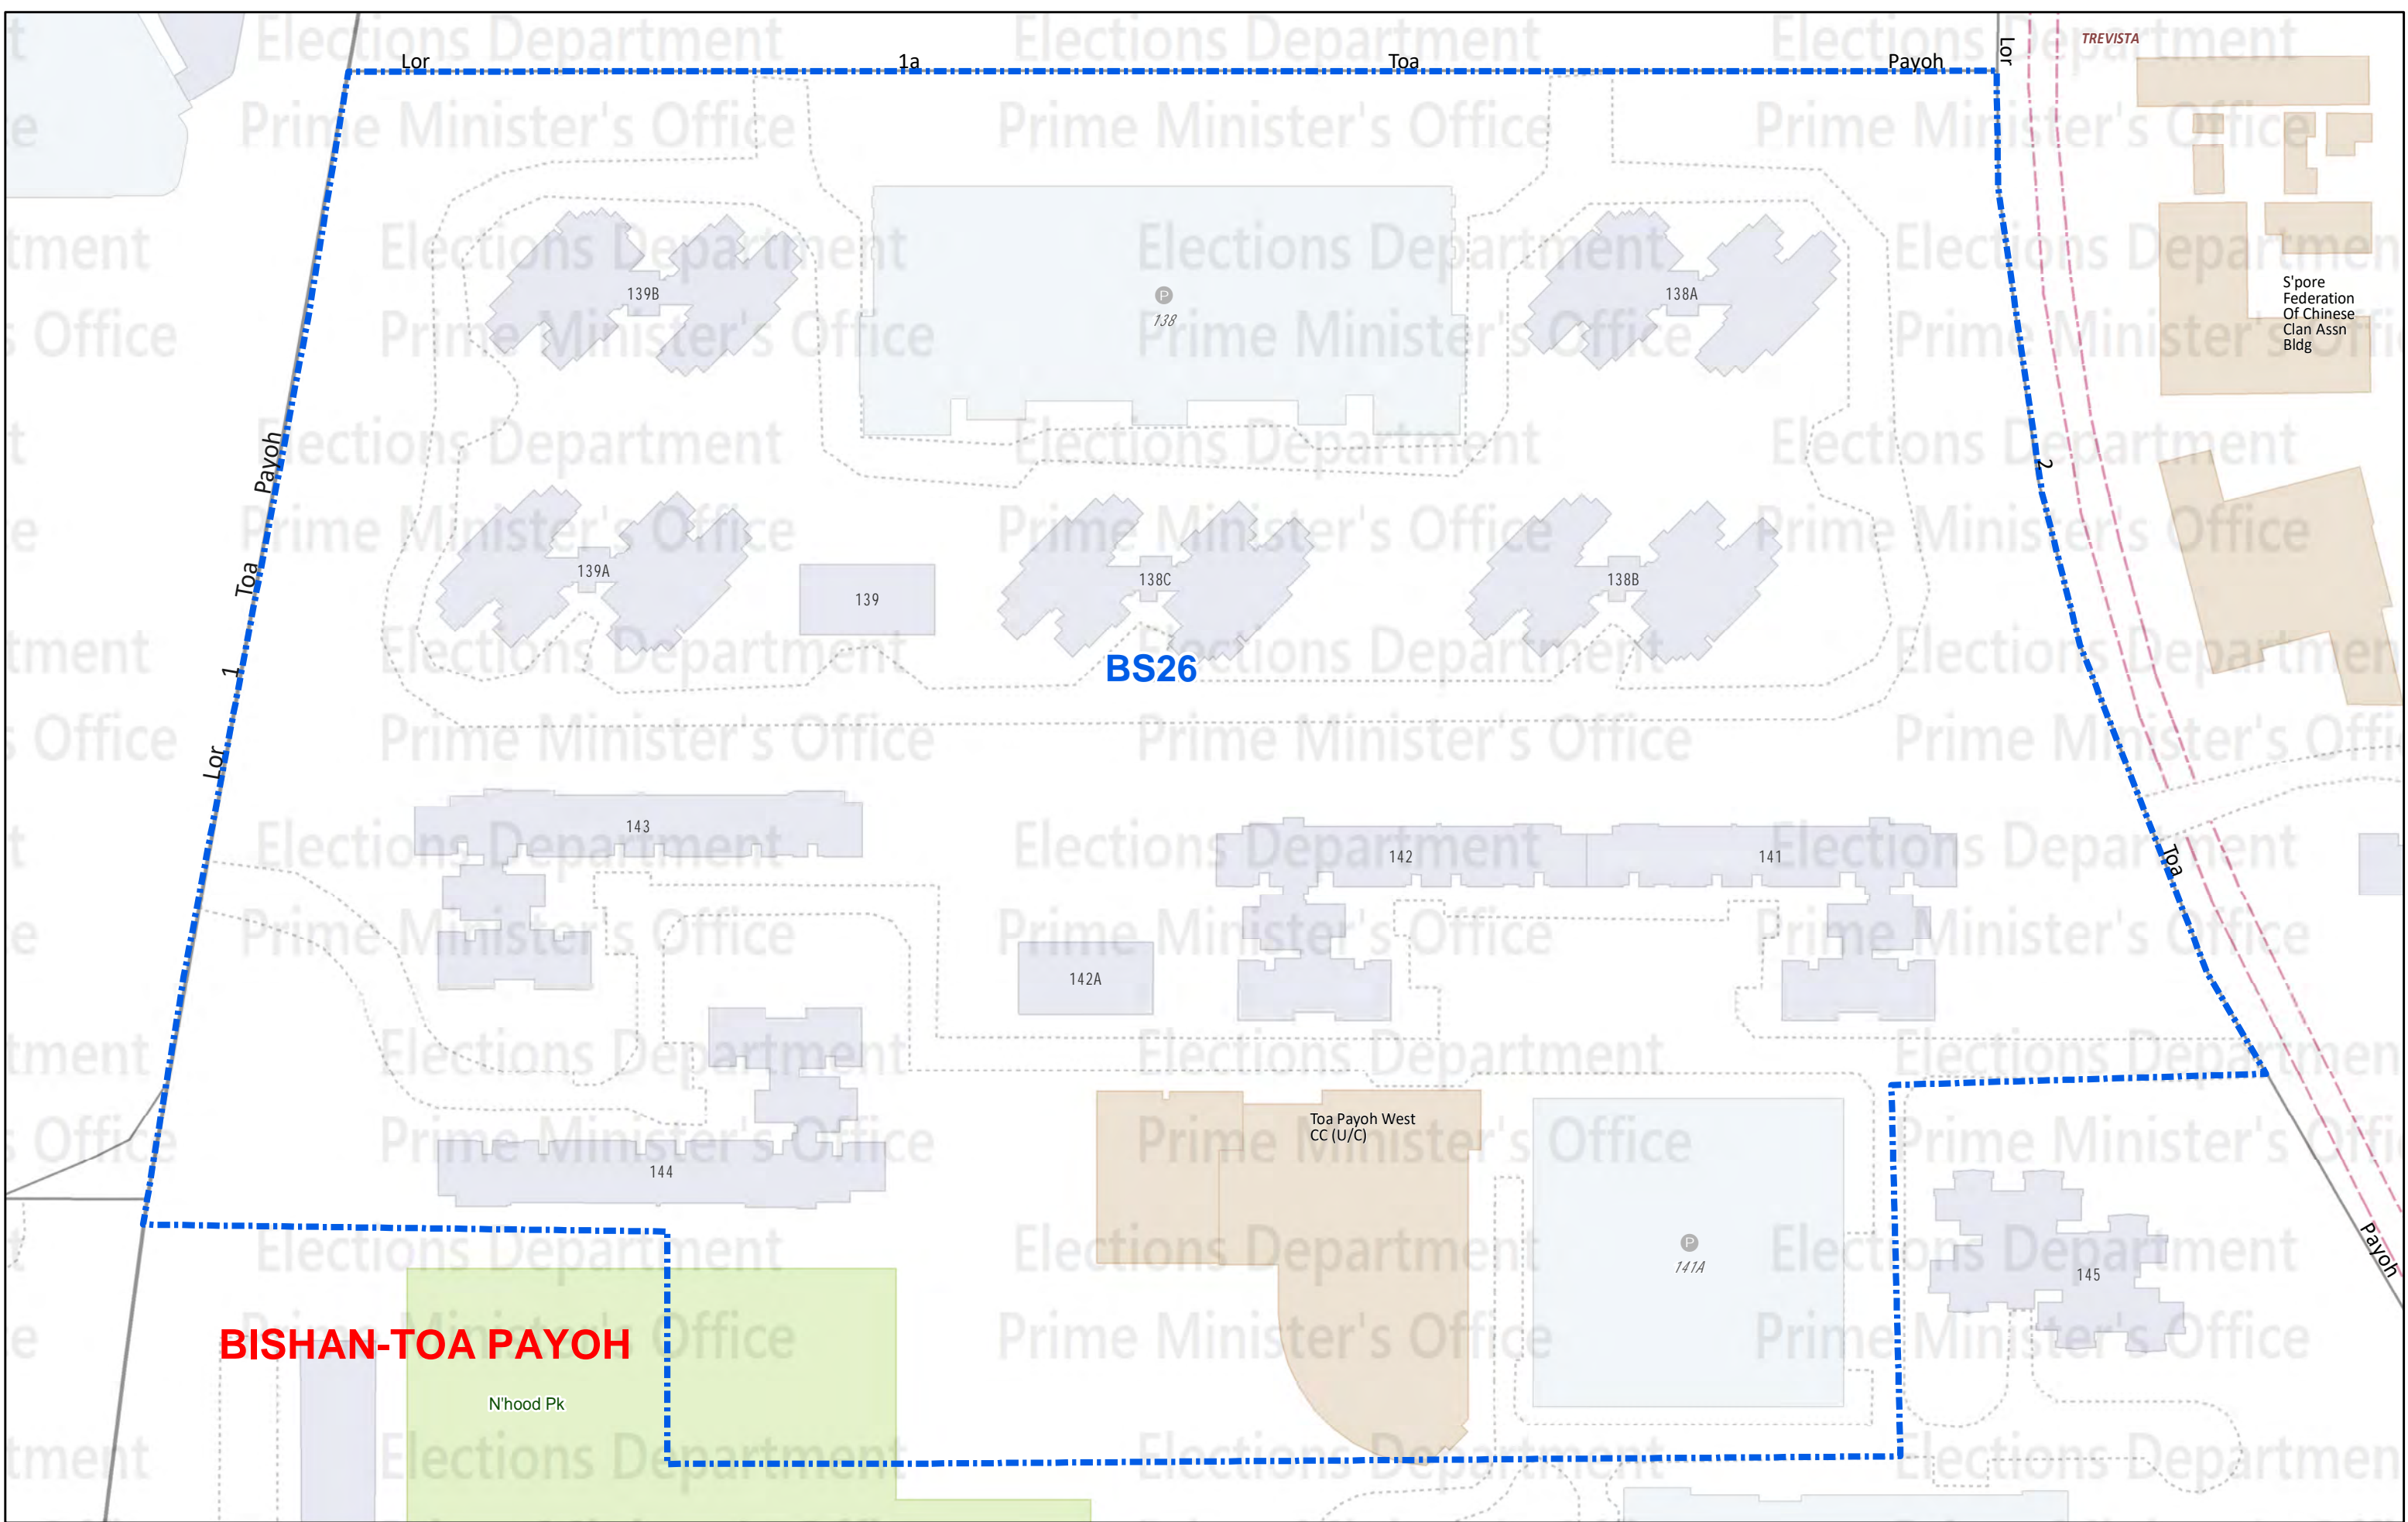 Lor 1a Toa Payoh
Lor
TREVISTA
139B
P
138
138A
S'pore
Federation
Of Chinese
Clan Assn
Bldg
2
Lor 1 Toa Payoh
139A
139
138C
138B
BS26
143
142
141
Toa
142A
Toa Payoh West
CC (U/C)
144
P
141A
145
Payoh
BISHAN-TOA PAYOH
N'hood Pk
Elections Department
Prime Minister's Office